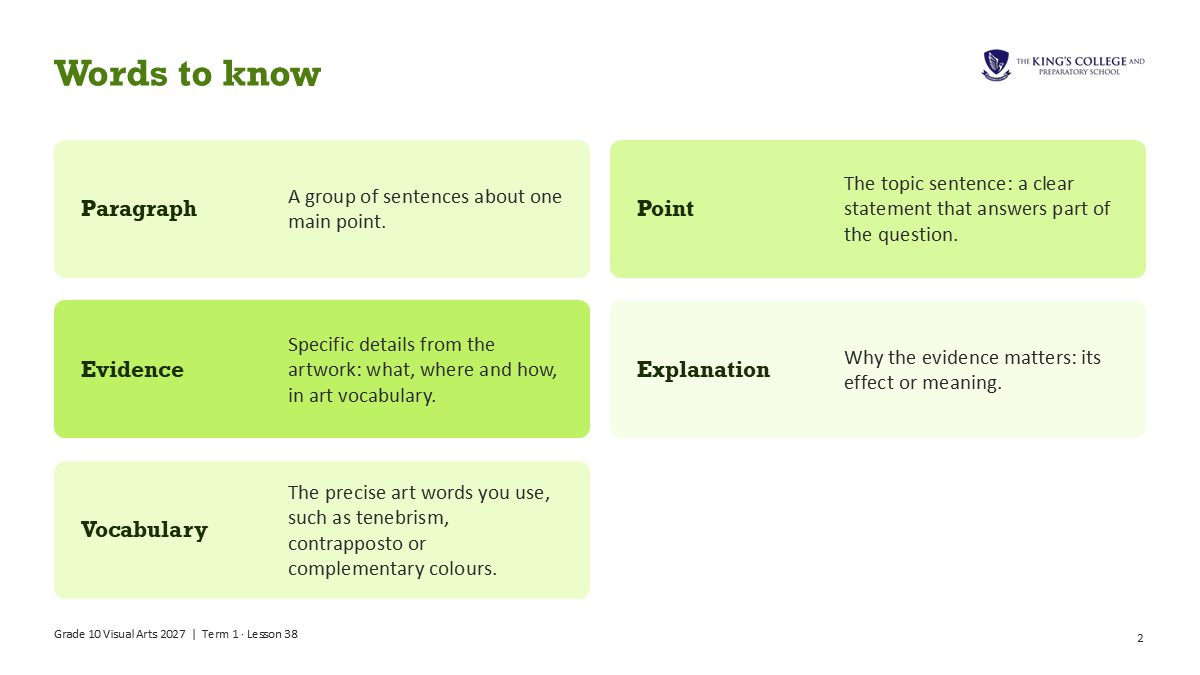 Words to know
THE KING'S COLLEGE AND
PREPARATORY SCHOOL
Paragraph
A group of sentences about one
main point.
Point
The topic sentence: a clear
statement that answers part of
the question.
Evidence
Specific details from the
artwork: what, where and how,
in art vocabulary.
Explanation
Why the evidence matters: its
effect or meaning.
Vocabulary
The precise art words you use,
such as tenebrism,
contrapposto or
complementary colours.
Grade 10 Visual Arts 2027 | Term 1 · Lesson 38
2